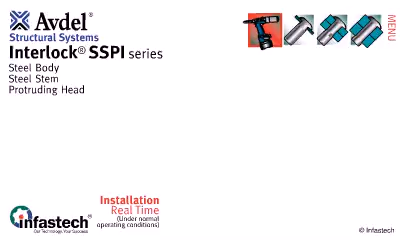 Avdel®
Structural Systems
Interlock® SSPI series
Steel Body
Steel Stem
Protruding Head
MENU
Installation
Real Time
(Under normal
operating conditions)
infastech®
Our Technology, Your Success
© Infastech